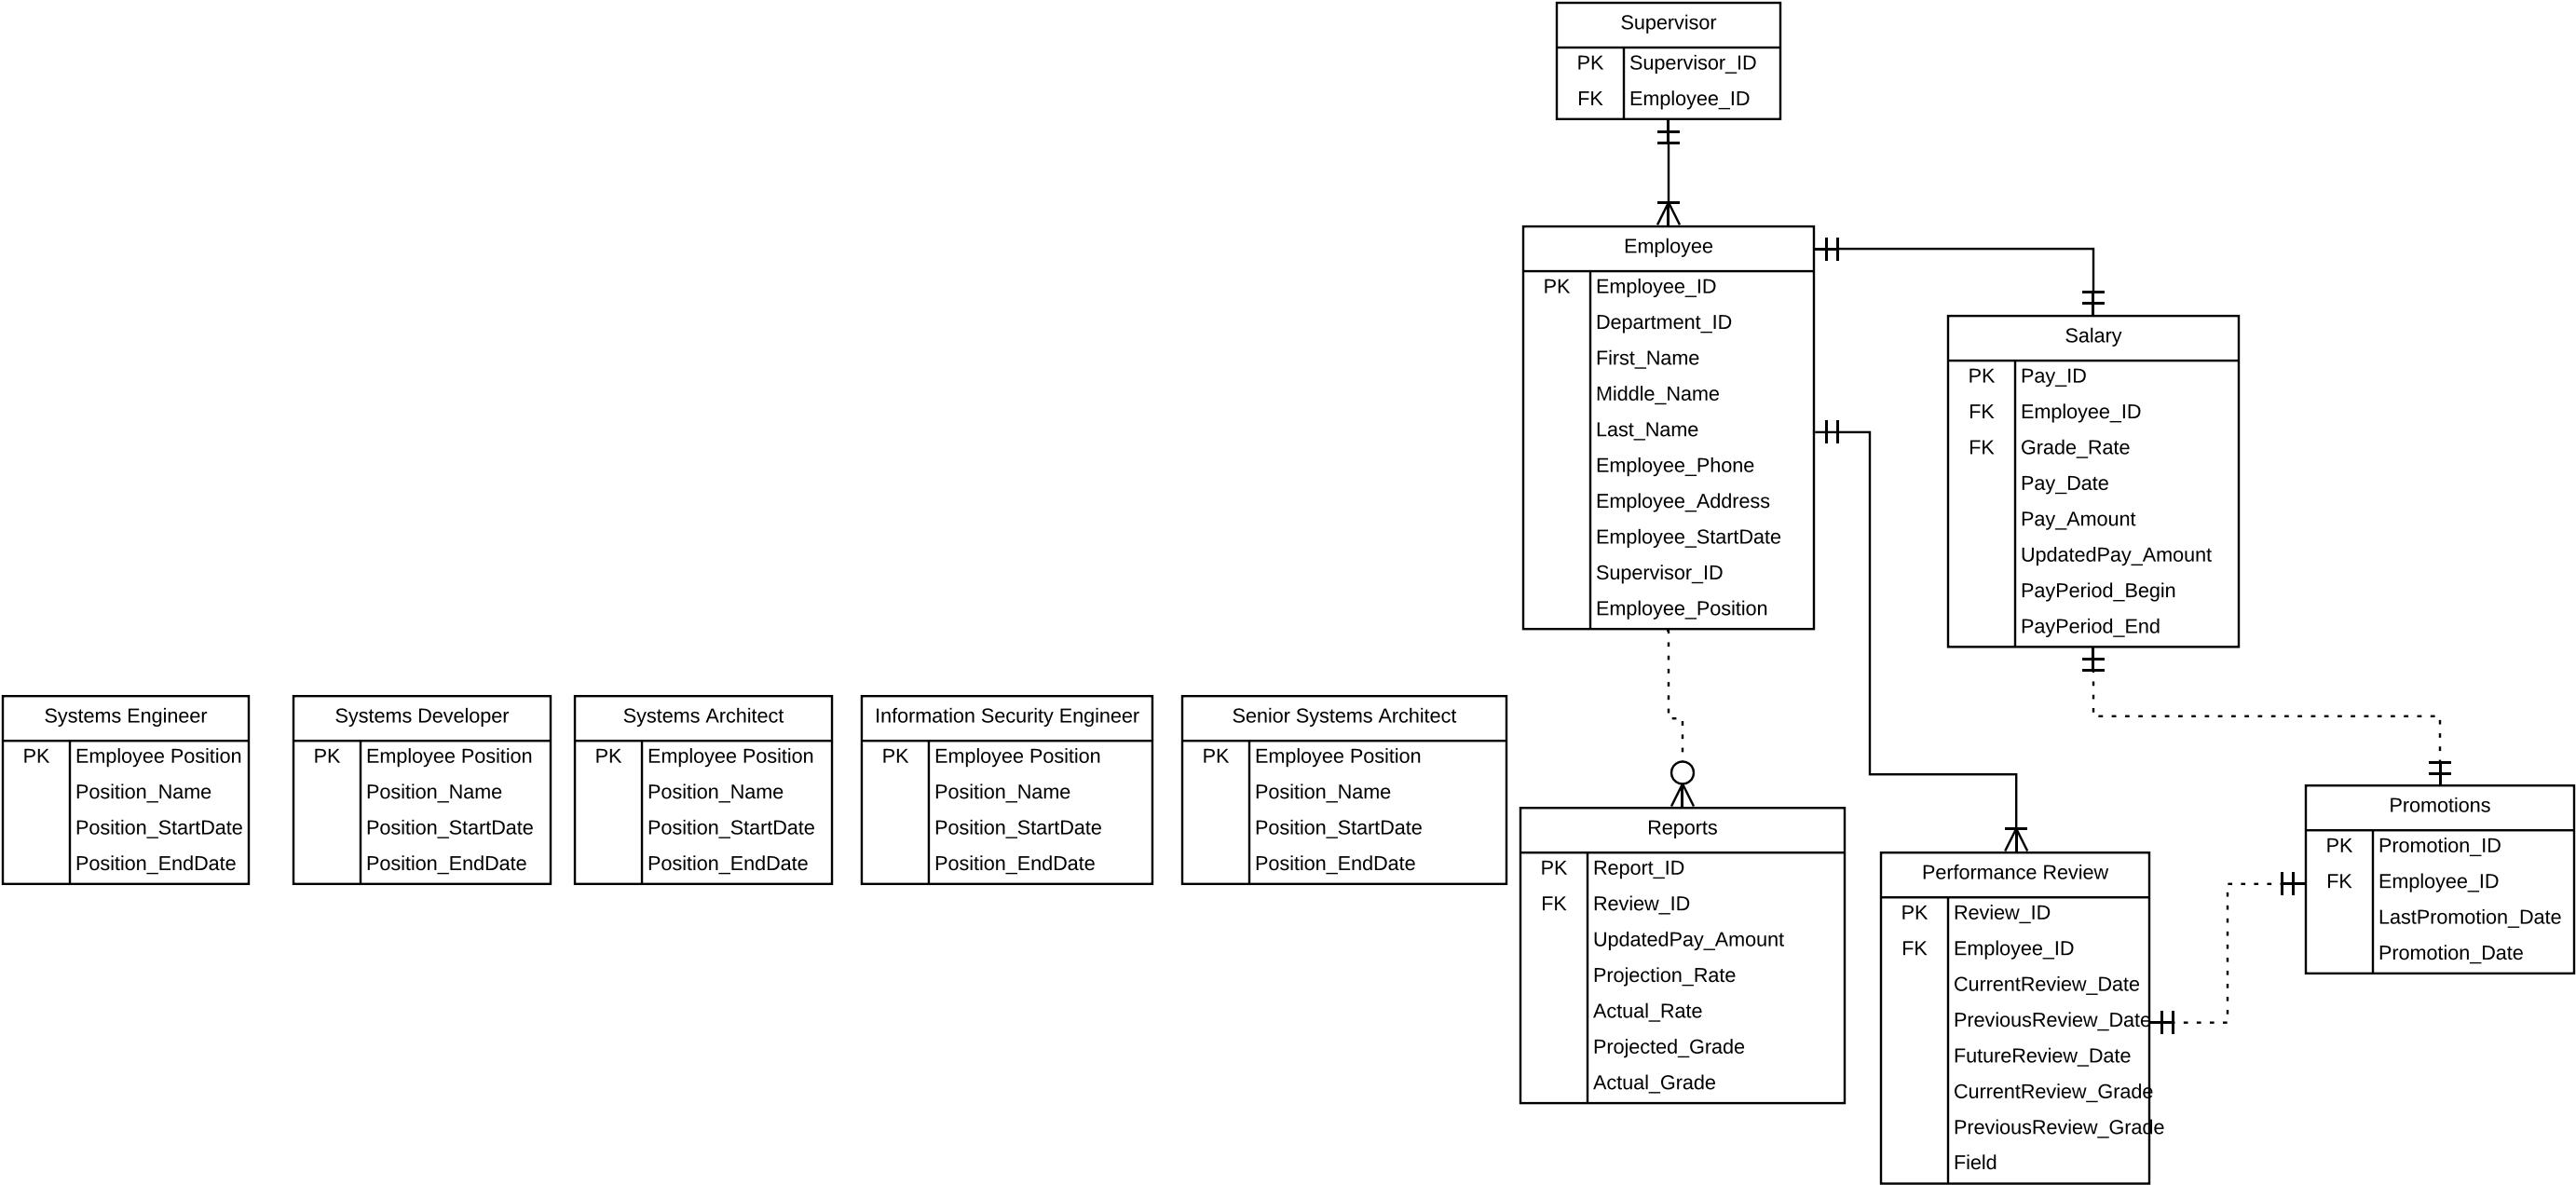 Supervisor
PK Supervisor_ID
FK Employee_ID
Employee
PK Employee_ID
Department_ID
First_Name
Middle_Name
Last_Name
Employee_Phone
Employee_Address
Employee_StartDate
Supervisor_ID
Employee_Position
Salary
PK Pay_ID
FK Employee_ID
FK Grade_Rate
Pay_Date
Pay_Amount
UpdatedPay_Amount
PayPeriod_Begin
PayPeriod_End
Systems Engineer
PK Employee Position
Position_Name
Position_StartDate
Position_EndDate
Systems Developer
PK Employee Position
Position_Name
Position_StartDate
Position_EndDate
Systems Architect
PK Employee Position
Position_Name
Position_StartDate
Position_EndDate
Information Security Engineer
PK Employee Position
Position_Name
Position_StartDate
Position_EndDate
Senior Systems Architect
PK Employee Position
Position_Name
Position_StartDate
Position_EndDate
Reports
PK Report_ID
FK Review_ID
UpdatedPay_Amount
Projection_Rate
Actual_Rate
Projected_Grade
Actual_Grade
Performance Review
PK Review_ID
FK Employee_ID
CurrentReview_Date
PreviousReview_Date
FutureReview_Date
CurrentReview_Grade
PreviousReview_Grade
Field
Promotions
PK Promotion_ID
FK Employee_ID
LastPromotion_Date
Promotion_Date